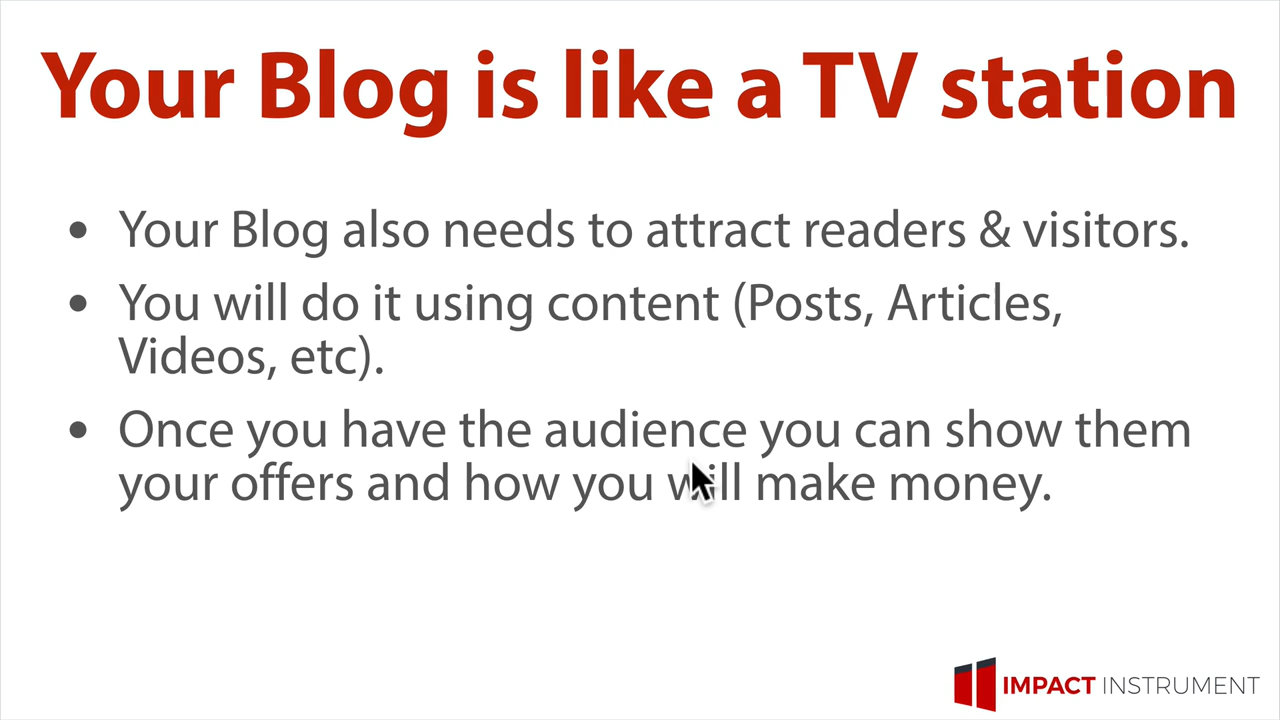 Your Blog is like a TV station
• Your Blog also needs to attract readers & visitors.
• You will do it using content (Posts, Articles,
Videos, etc).
• Once you have the audience you can show them
your offers and how you will make money.
IMPACT INSTRUMENT